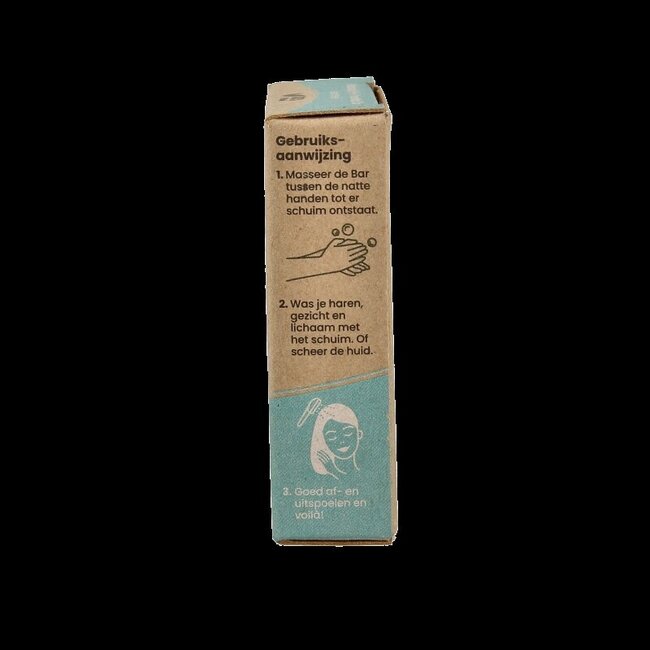 Gebruiks-
aanwijzing
1. Masseer de Bar
tussen de natte
handen tot er
schuim ontstaat.
2. Was je haren,
gezicht en
lichaam met
het schuim. Of
scheer de huid.
3. Goed af- en
uitspoelen en
voilà!